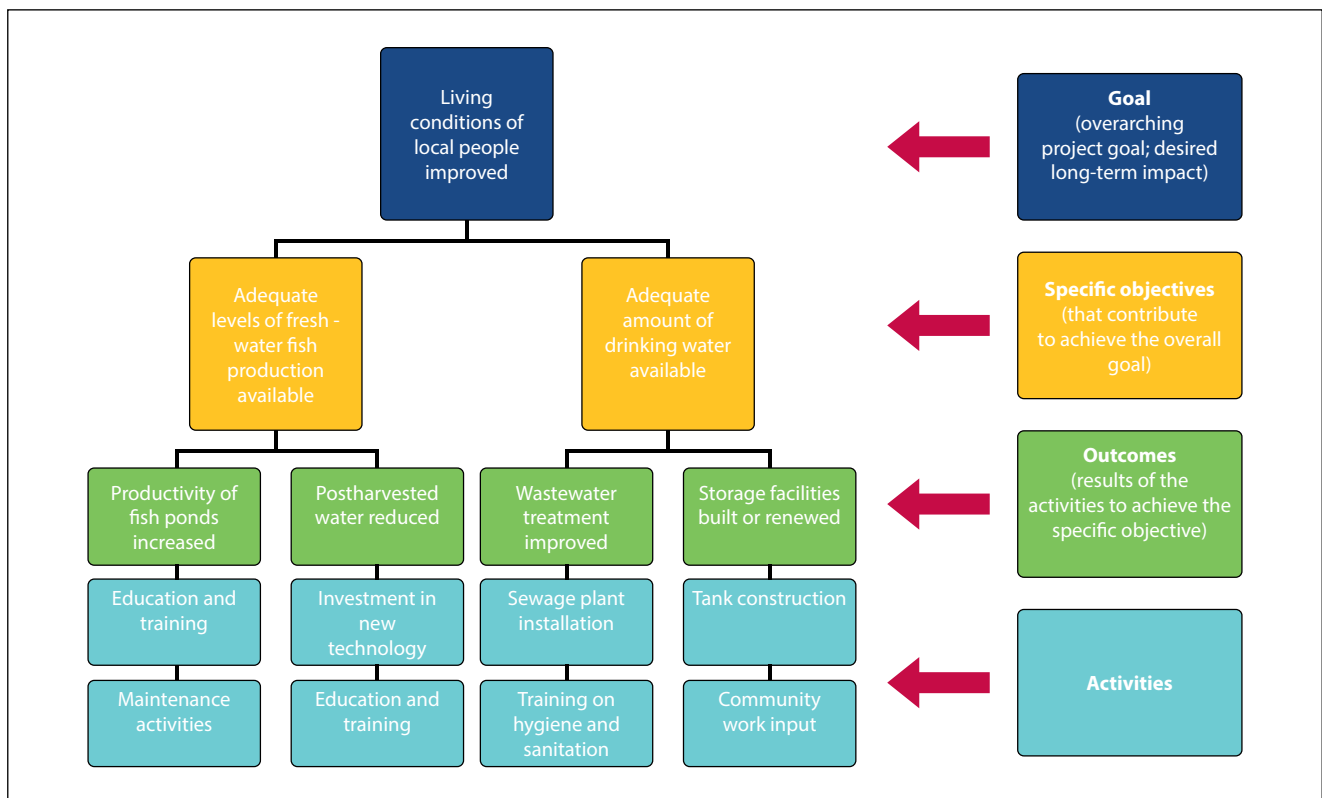 Living
conditions of
local people
improved
Goal
(overarching
project goal; desired
long-term impact)
Adequate
levels of fresh -
water fish
production
available
Adequate
amount of
drinking water
available
Specific objectives
(that contribute
to achieve the overall
goal)
Productivity of
fish ponds
increased
Postharvested
water reduced
Wastewater
treatment
improved
Storage facilities
built or renewed
Outcomes
(results of the
activities to achieve the
specific objective)
Education and
training
Investment in
new
technology
Sewage plant
installation
Tank construction
Maintenance
activities
Education and
training
Training on
hygiene and
sanitation
Community
work input
Activities